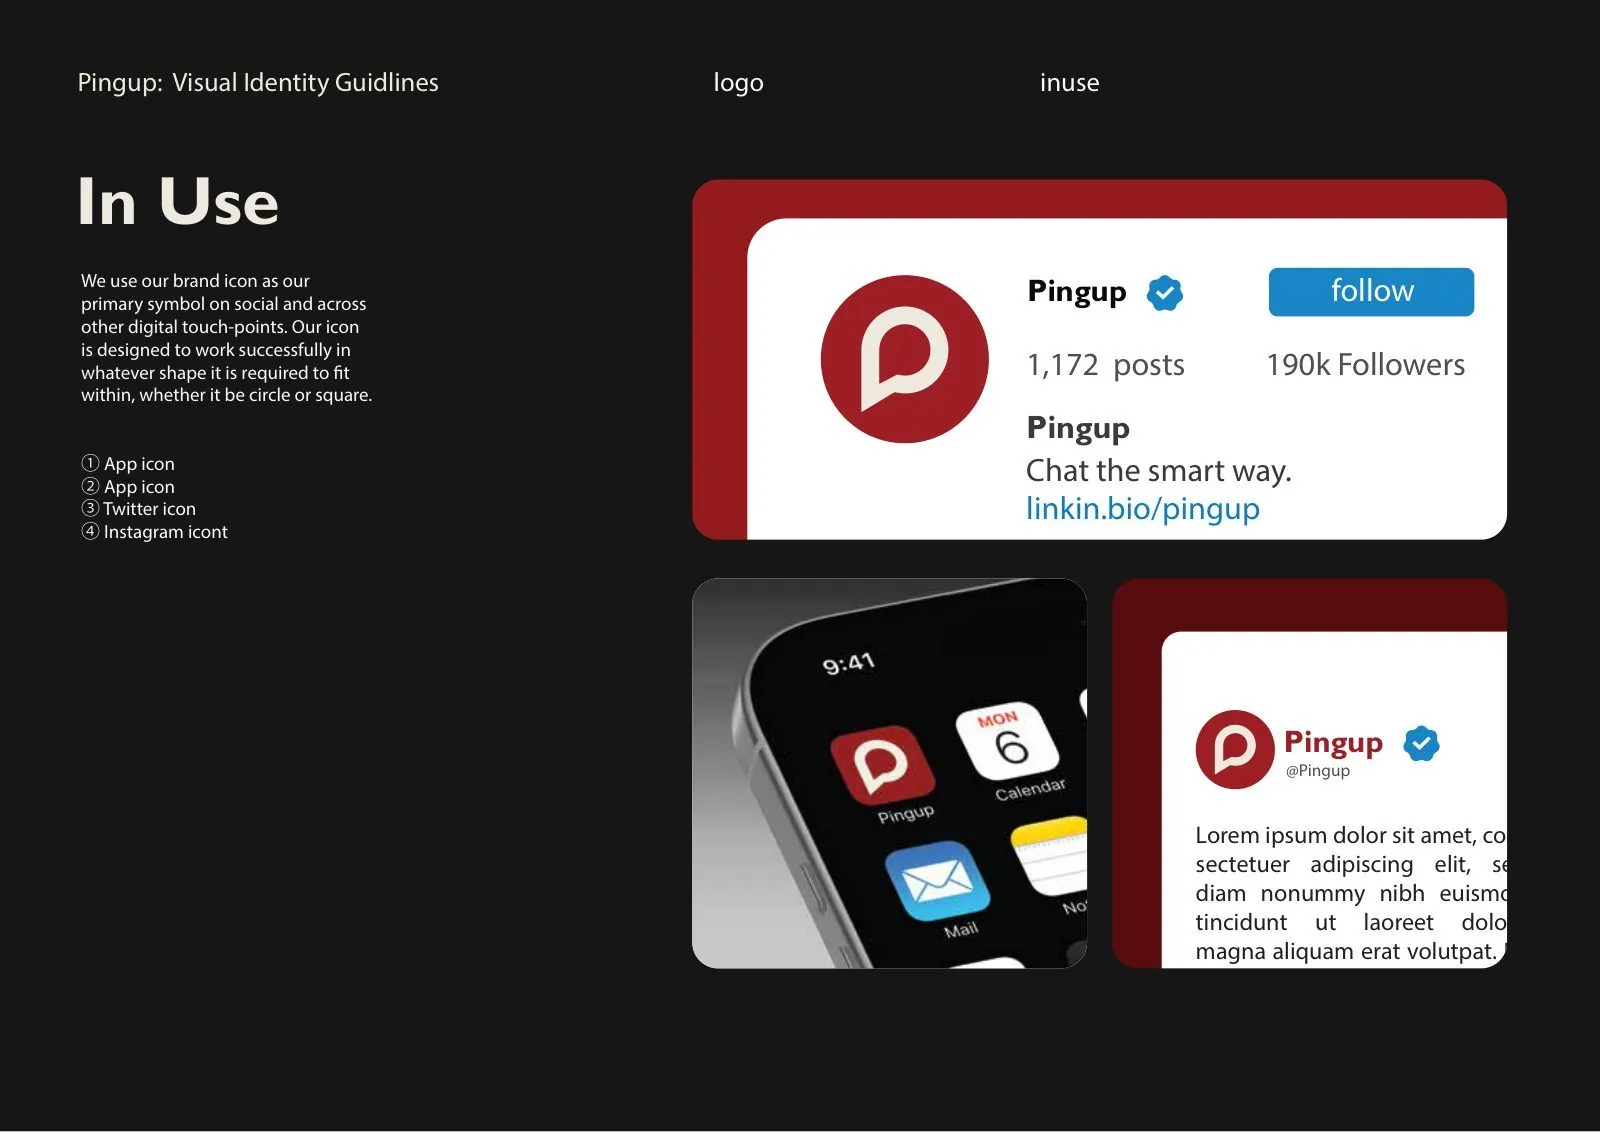 Pingup: Visual Identity Guidlines
logo
inuse
In Use
We use our brand icon as our
primary symbol on social and across
other digital touch-points. Our icon
is designed to work successfully in
whatever shape it is required to fit
within, whether it be circle or square.
① App icon
② App icon
③ Twitter icon
④ Instagram icont
Pingup
follow
1,172 posts
190k Followers
Pingup
Chat the smart way.
linkin.bio/pingup
9:41
MON
6
Pingup
Calendar
Mail
No
Pingup
@Pingup
Lorem ipsum dolor sit amet, co
sectetuer adipiscing elit, se
diam nonummy nibh euismo
tincidunt ut laoreet dolo
magna aliquam erat volutpat.